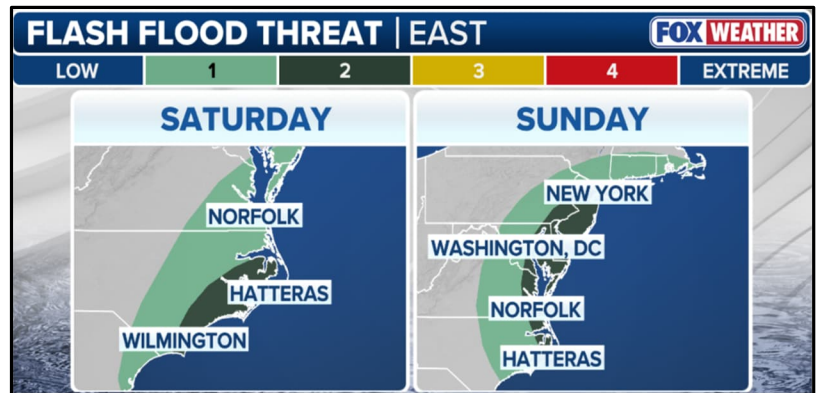 FLASH FLOOD THREAT | EAST
FOX WEATHER
LOW 1 2 3 4 EXTREME
SATURDAY
NORFOLK
HATTERAS
WILMINGTON
SUNDAY
NEW YORK
WASHINGTON, DC
NORFOLK
HATTERAS